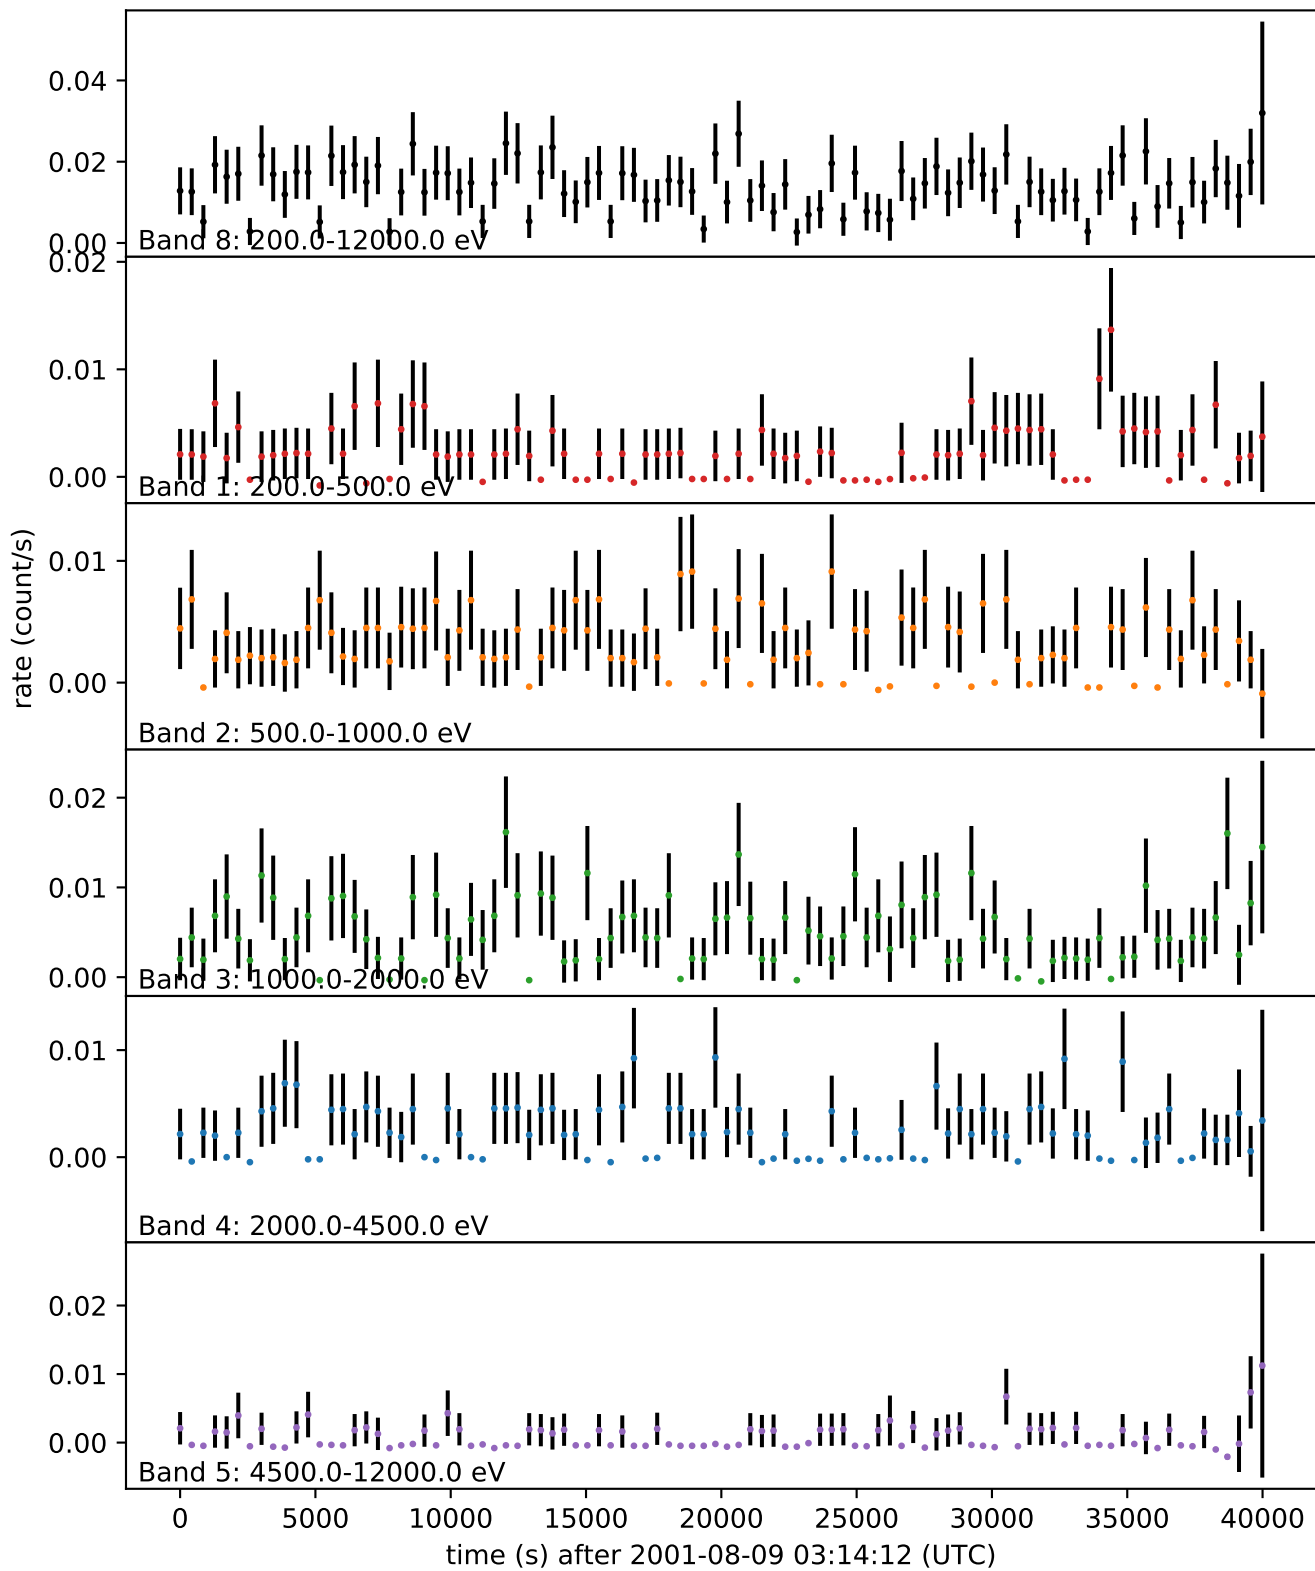 0.04
0.02
0.00
Band 8: 200.0-12000.0 eV
0.02
0.01
0.00
Band 1: 200.0-500.0 eV
0.01
0.00
Band 2: 500.0-1000.0 eV
rate (count/s)
0.02
0.01
0.00
Band 3: 1000.0-2000.0 eV
0.01
0.00
Band 4: 2000.0-4500.0 eV
0.02
0.01
0.00
Band 5: 4500.0-12000.0 eV
0 5000 10000 15000 20000 25000 30000 35000 40000
time (s) after 2001-08-09 03:14:12 (UTC)